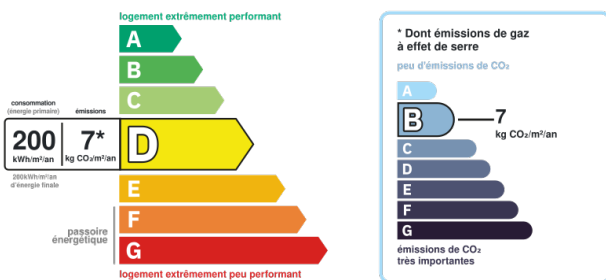 logement extrêmement performant
A
B
C
consommation
(énergie primaire)
émissions
200
kWh/m²/an
7*
kg CO₂/m²/an
D
280kWh/m²/an
d'énergie finale
E
F
G
passoire
énergétique
logement extrêmement peu performant
* Dont émissions de gaz
à effet de serre
peu d'émissions de CO₂
A
B
7
kg CO₂/m²/an
C
D
E
F
G
émissions de CO₂
très importantes